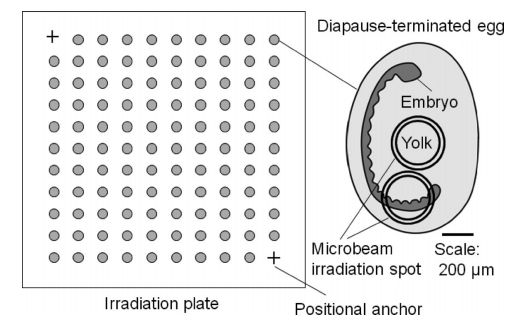 Diapause-terminated egg
Embryo
Yolk
Microbeam
irradiation spot
Scale:
200 µm
Irradiation plate
Positional anchor